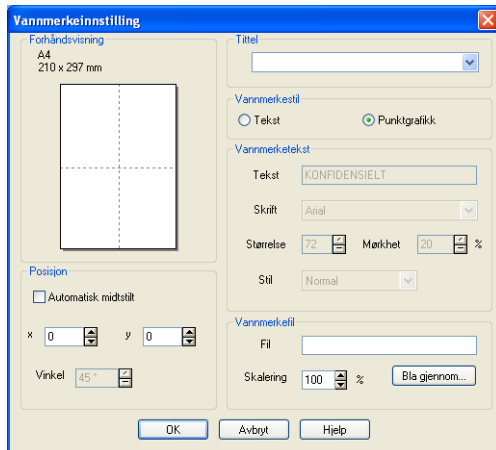 Vannmerkeinnstilling
Forhåndsvisning
A4
210 x 297 mm
Tittel
Vannmerkestil
Tekst Punktgrafikk
Vannmerketekst
Tekst KONFIDENSIELT
Skrift Arial
Størrelse 72 Mørkhet 20 %
Stil Normal
Posisjon
Automatisk midtstilt
x 0 y 0
Vinkel 45 °
Vannmerkefil
Fil
Skalering 100 % Bla gjennom...
OK Avbryt Hjelp